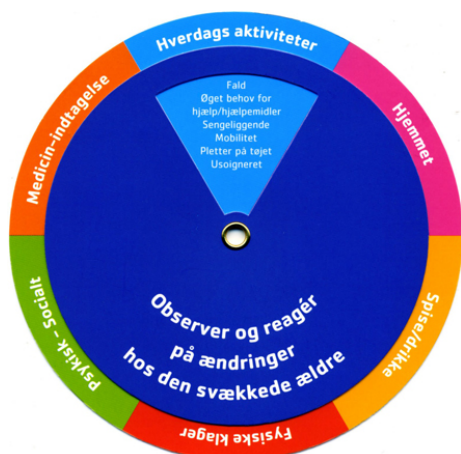 Hverdags aktiviteter
Hjemmet
Spise/drikke
Fysiske klager
Psykisk - Socialt
Medicin-indtagelse
Fald
Øget behov for
hjælp/hjælpemidler
Sengeliggende
Mobilitet
Pletter på tøjet
Usoigneret
Observer og reagér
på ændringer
hos den svækkede ældre